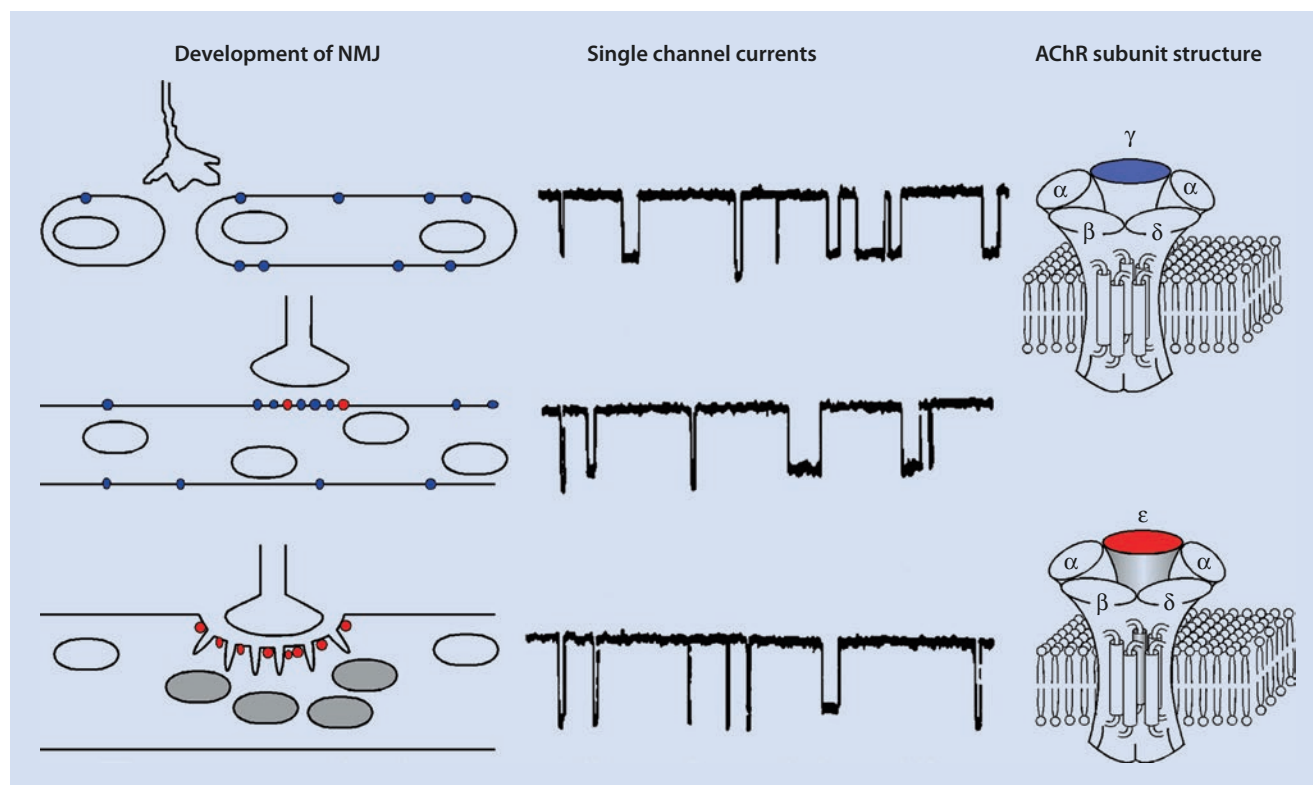 Development of NMJ
Single channel currents
AChR subunit structure
γ
α α
β δ
ε
α α
β δ